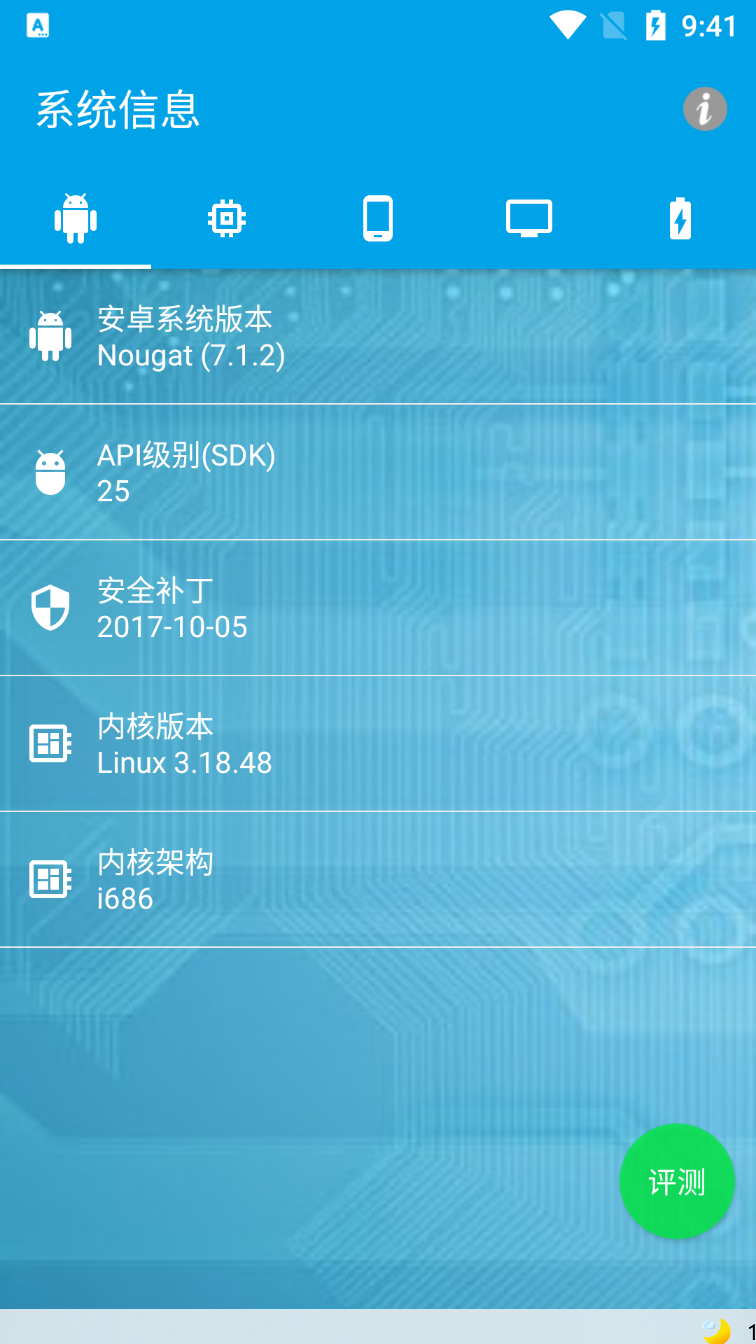 9:41
系统信息
安卓系统版本
Nougat (7.1.2)
API级别(SDK)
25
安全补丁
2017-10-05
内核版本
Linux 3.18.48
内核架构
i686
评测